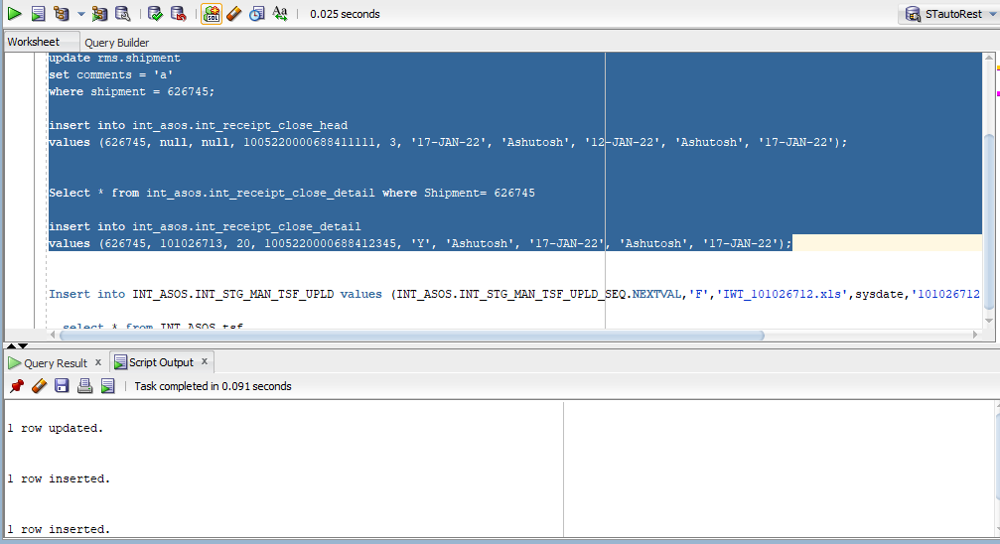 0.025 seconds
STautoRest
Worksheet Query Builder
update rms.shipment
set comments = 'a'
where shipment = 626745;
insert into int_asos.int_receipt_close_head
values (626745, null, null, 1005220000688411111, 3, '17-JAN-22', 'Ashutosh', '12-JAN-22', 'Ashutosh', '17-JAN-22');
Select * from int_asos.int_receipt_close_detail where Shipment= 626745
insert into int_asos.int_receipt_close_detail
values (626745, 101026713, 20, 1005220000688412345, 'Y', 'Ashutosh', '17-JAN-22', 'Ashutosh', '17-JAN-22');
Insert into INT_ASOS.INT_STG_MAN_TSF_UPLD values (INT_ASOS.INT_STG_MAN_TSF_UPLD_SEQ.NEXTVAL,'F','IWT_101026712.xls',sysdate,'101026712
select * from INT_ASOS.tsf
Query Result x Script Output x
Task completed in 0.091 seconds
1 row updated.
1 row inserted.
1 row inserted.